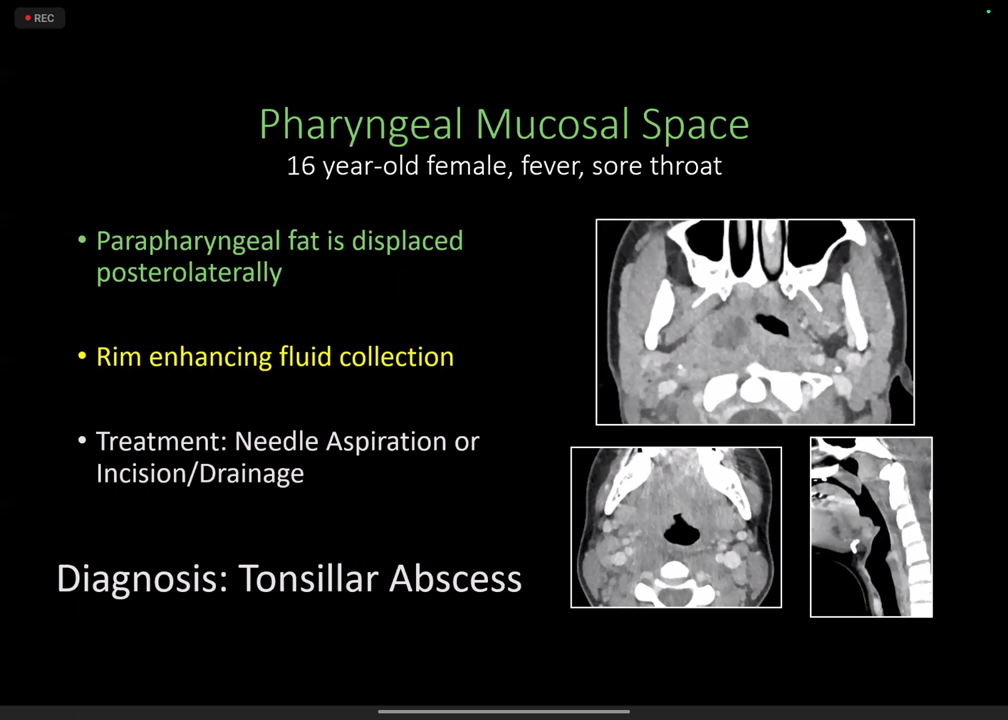 REC
Pharyngeal Mucosal Space
16 year-old female, fever, sore throat
• Parapharyngeal fat is displaced
posterolaterally
• Rim enhancing fluid collection
• Treatment: Needle Aspiration or
Incision/Drainage
Diagnosis: Tonsillar Abscess